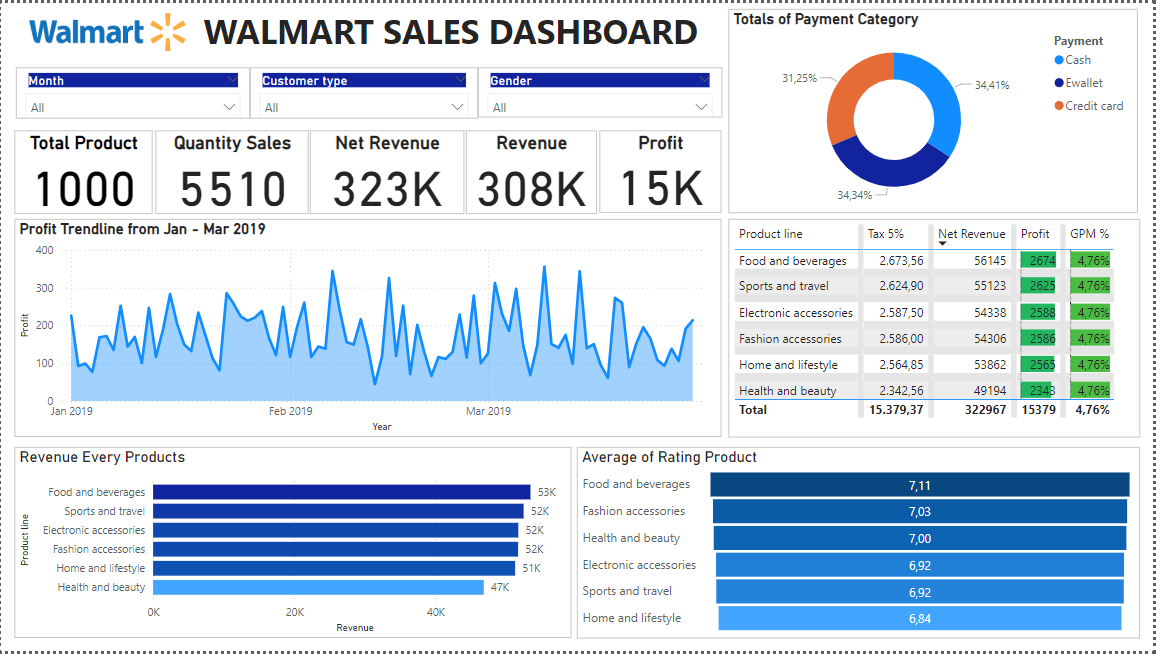 Walmart
WALMART SALES DASHBOARD
Month
All
Customer type
All
Gender
All
Total Product
1000
Quantity Sales
5510
Net Revenue
323K
Revenue
308K
Profit
15K
Totals of Payment Category
31,25%
34,41%
34,34%
Payment
Cash
Ewallet
Credit card
Profit Trendline from Jan - Mar 2019
Profit
400
300
200
100
0
Jan 2019 Feb 2019 Mar 2019
Year
Product line Tax 5% Net Revenue Profit GPM %
Food and beverages 2.673,56 56145 2674 4,76%
Sports and travel 2.624,90 55123 2625 4,76%
Electronic accessories 2.587,50 54338 2588 4,76%
Fashion accessories 2.586,00 54306 2586 4,76%
Home and lifestyle 2.564,85 53862 2565 4,76%
Health and beauty 2.342,56 49194 2343 4,76%
Total 15.379,37 322967 15379 4,76%
Revenue Every Products
Product line
Food and beverages 53K
Sports and travel 52K
Electronic accessories 52K
Fashion accessories 52K
Home and lifestyle 51K
Health and beauty 47K
0K 20K 40K
Revenue
Average of Rating Product
Food and beverages 7,11
Fashion accessories 7,03
Health and beauty 7,00
Electronic accessories 6,92
Sports and travel 6,92
Home and lifestyle 6,84